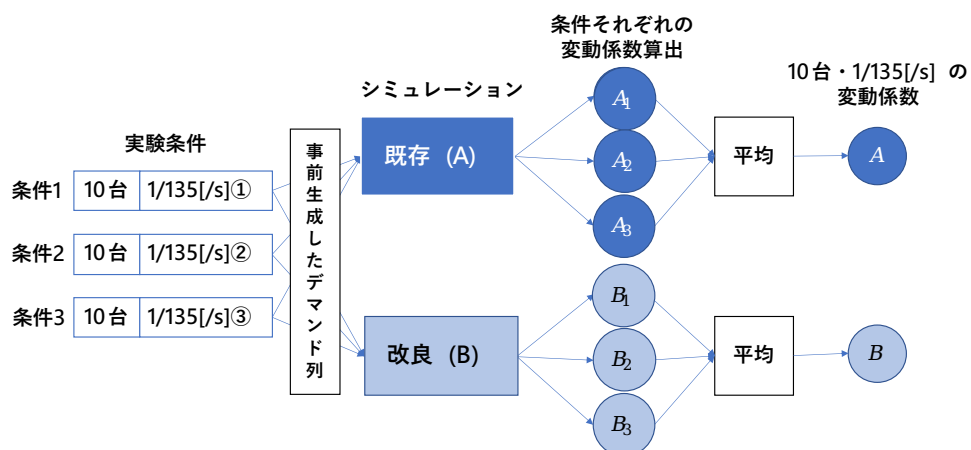 条件それぞれの
変動係数算出
10台・1/135[/s] の
変動係数
シミュレーション
実験条件
条件1
10台
1/135[/s]①
条件2
10台
1/135[/s]②
条件3
10台
1/135[/s]③
事前生成したデマンド列
既存 (A)
A1
A2
A3
平均
A
改良 (B)
B1
B2
B3
平均
B